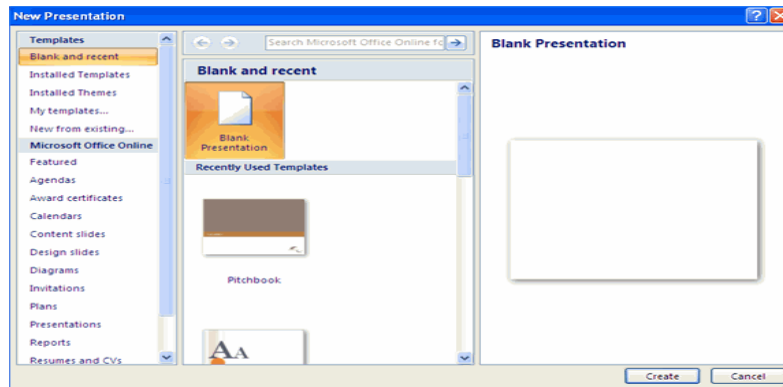 New Presentation
Templates
Blank and recent
Installed Templates
Installed Themes
My templates...
New from existing...
Microsoft Office Online
Featured
Agendas
Award certificates
Calendars
Content slides
Design slides
Diagrams
Invitations
Plans
Presentations
Reports
Resumes and CVs
Search Microsoft Office Online fo
Blank and recent
Blank
Presentation
Recently Used Templates
Pitchbook
AA
Blank Presentation
Create
Cancel